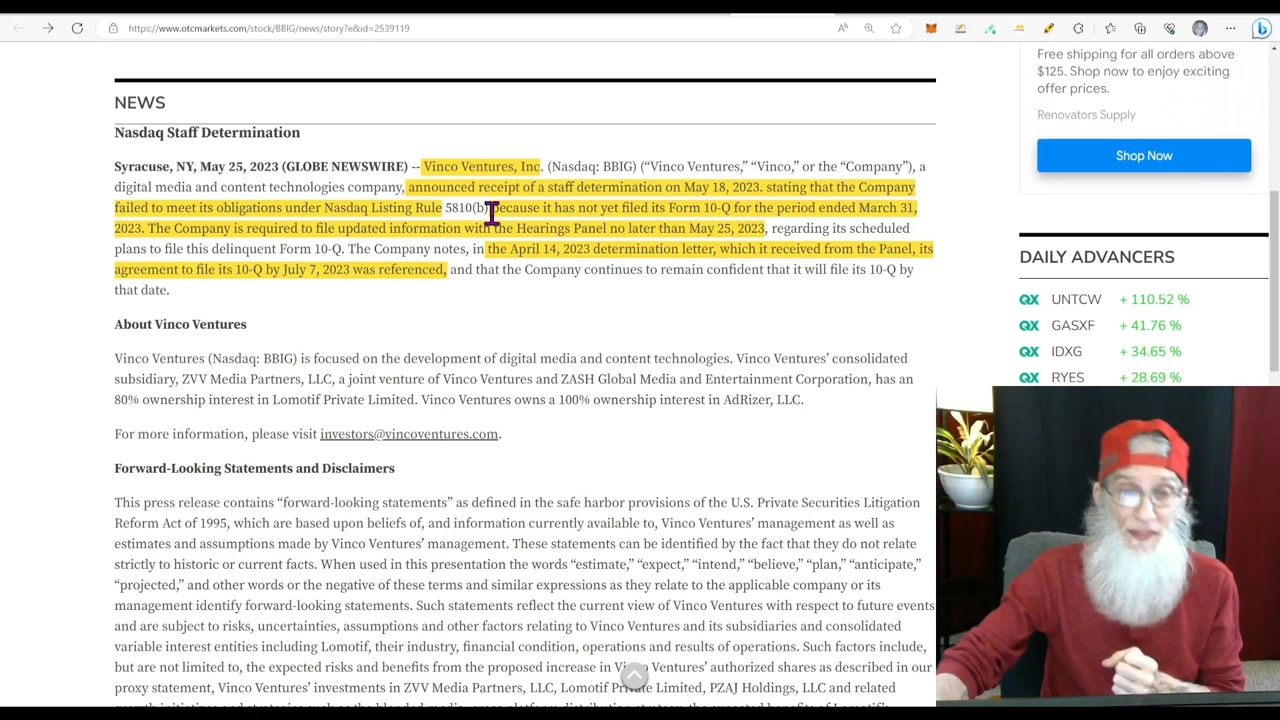 https://www.otcmarkets.com/stock/BBIG/news/story?e&id=2539119
NEWS
Nasdaq Staff Determination
Syracuse, NY, May 25, 2023 (GLOBE NEWSWIRE) -- Vinco Ventures, Inc. (Nasdaq: BBIG) (“Vinco Ventures,” “Vinco,” or the “Company”), a
digital media and content technologies company, announced receipt of a staff determination on May 18, 2023. stating that the Company
failed to meet its obligations under Nasdaq Listing Rule 5810(b) because it has not yet filed its Form 10-Q for the period ended March 31,
2023. The Company is required to file updated information with the Hearings Panel no later than May 25, 2023, regarding its scheduled
plans to file this delinquent Form 10-Q. The Company notes, in the April 14, 2023 determination letter, which it received from the Panel, its
agreement to file its 10-Q by July 7, 2023 was referenced, and that the Company continues to remain confident that it will file its 10-Q by
that date.
About Vinco Ventures
Vinco Ventures (Nasdaq: BBIG) is focused on the development of digital media and content technologies. Vinco Ventures’ consolidated
subsidiary, ZVV Media Partners, LLC, a joint venture of Vinco Ventures and ZASH Global Media and Entertainment Corporation, has an
80% ownership interest in Lomotif Private Limited. Vinco Ventures owns a 100% ownership interest in AdRizer, LLC.
For more information, please visit investors@vincoventures.com.
Forward-Looking Statements and Disclaimers
This press release contains “forward-looking statements” as defined in the safe harbor provisions of the U.S. Private Securities Litigation
Reform Act of 1995, which are based upon beliefs of, and information currently available to, Vinco Ventures’ management as well as
estimates and assumptions made by Vinco Ventures’ management. These statements can be identified by the fact that they do not relate
strictly to historic or current facts. When used in this presentation the words “estimate,” “expect,” “intend,” “believe,” “plan,” “anticipate,”
“projected,” and other words or the negative of these terms and similar expressions as they relate to the applicable company or its
management identify forward-looking statements. Such statements reflect the current view of Vinco Ventures with respect to future events
and are subject to risks, uncertainties, assumptions and other factors relating to Vinco Ventures and its subsidiaries and consolidated
variable interest entities including Lomotif, their industry, financial condition, operations and results of operations. Such factors include,
but are not limited to, the expected risks and benefits from the proposed increase in Vinco Ventures’ authorized shares as described in our
proxy statement, Vinco Ventures’ investments in ZVV Media Partners, LLC, Lomotif Private Limited, PZAJ Holdings, LLC and related
Free shipping for all orders above
$125. Shop now to enjoy exciting
offer prices.
Renovators Supply
Shop Now
DAILY ADVANCERS
QX UNTCW + 110.52 %
QX GASXF + 41.76 %
QX IDXG + 34.65 %
QX RYES + 28.69 %